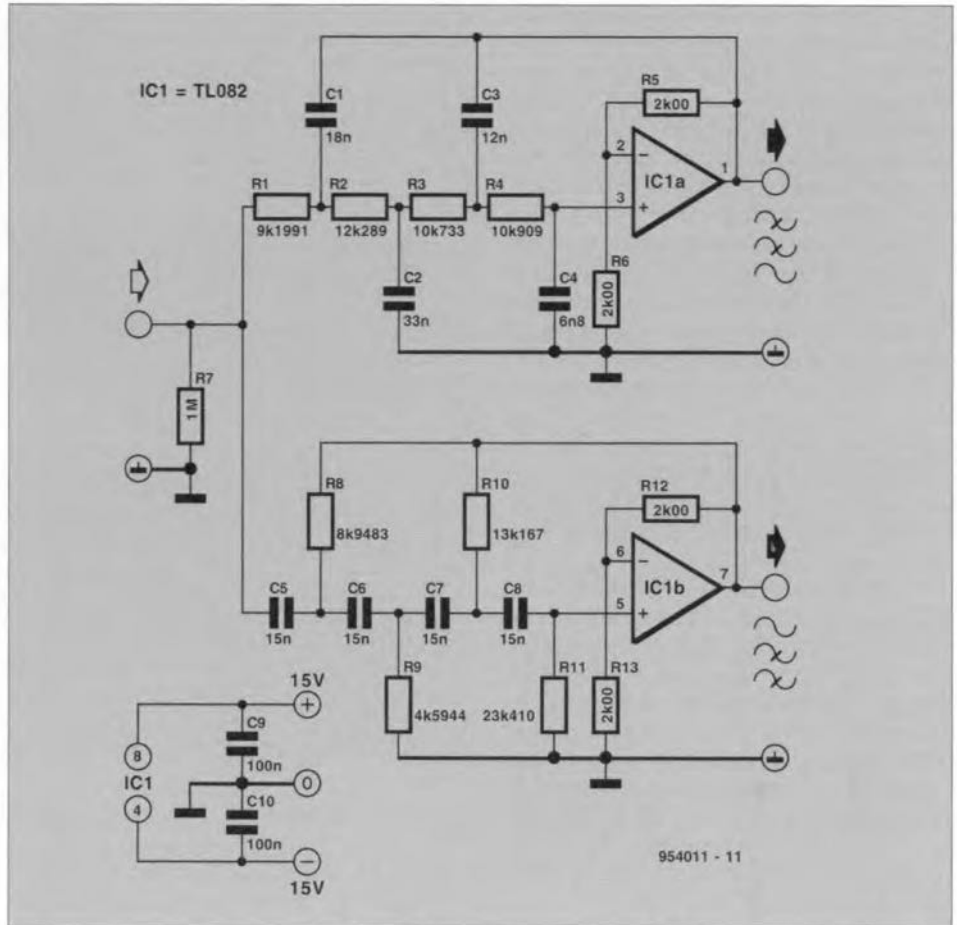 IC1 = TL082
C1
18n
C3
12n
R5
2k00
2
3
1
IC1a
R1
9k1991
R2
12k289
R3
10k733
R4
10k909
C2
33n
C4
6n8
R6
2k00
R7
1M
R8
8k9483
R10
13k167
R12
2k00
6
5
7
IC1b
C5
15n
C6
15n
C7
15n
C8
15n
R9
4k5944
R11
23k410
R13
2k00
15V
+
C9
100n
8
IC1
4
0
C10
100n
15V
954011 - 11